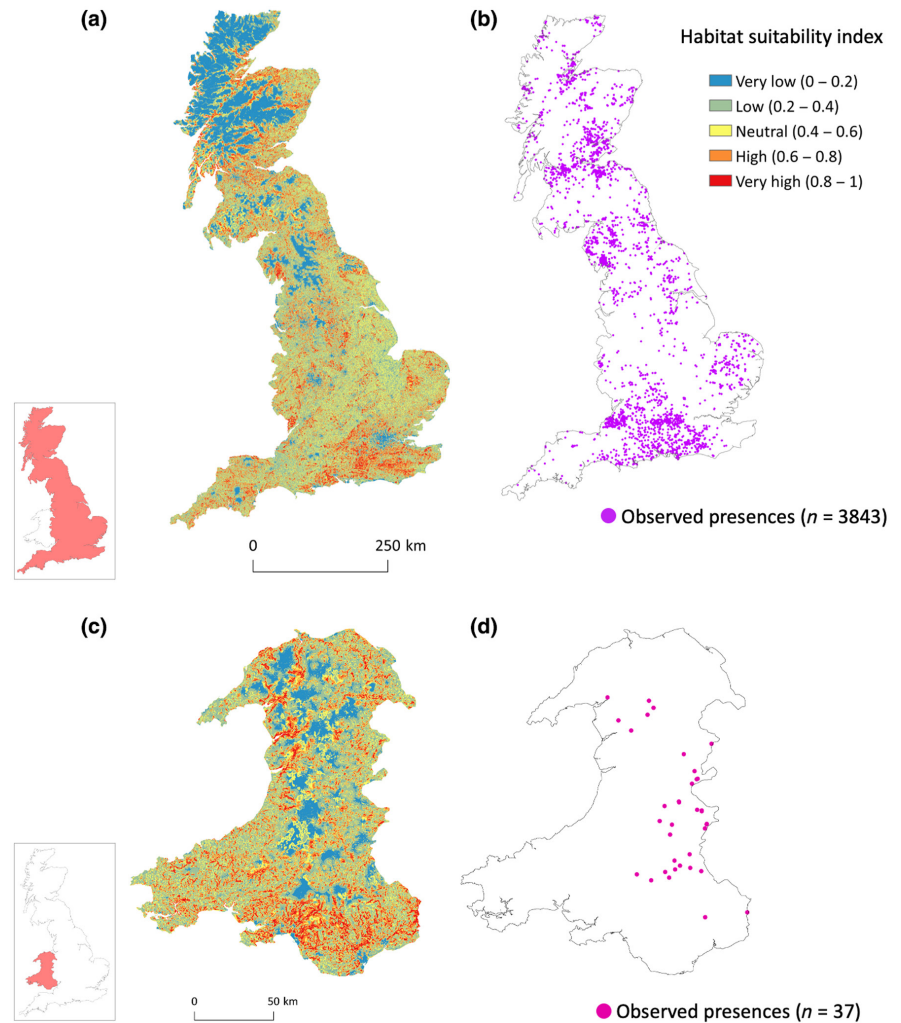 (a)
(b)
Habitat suitability index
Very low (0 – 0.2)
Low (0.2 – 0.4)
Neutral (0.4 – 0.6)
High (0.6 – 0.8)
Very high (0.8 – 1)
Observed presences (n = 3843)
0 250 km
(c)
(d)
0 50 km
Observed presences (n = 37)